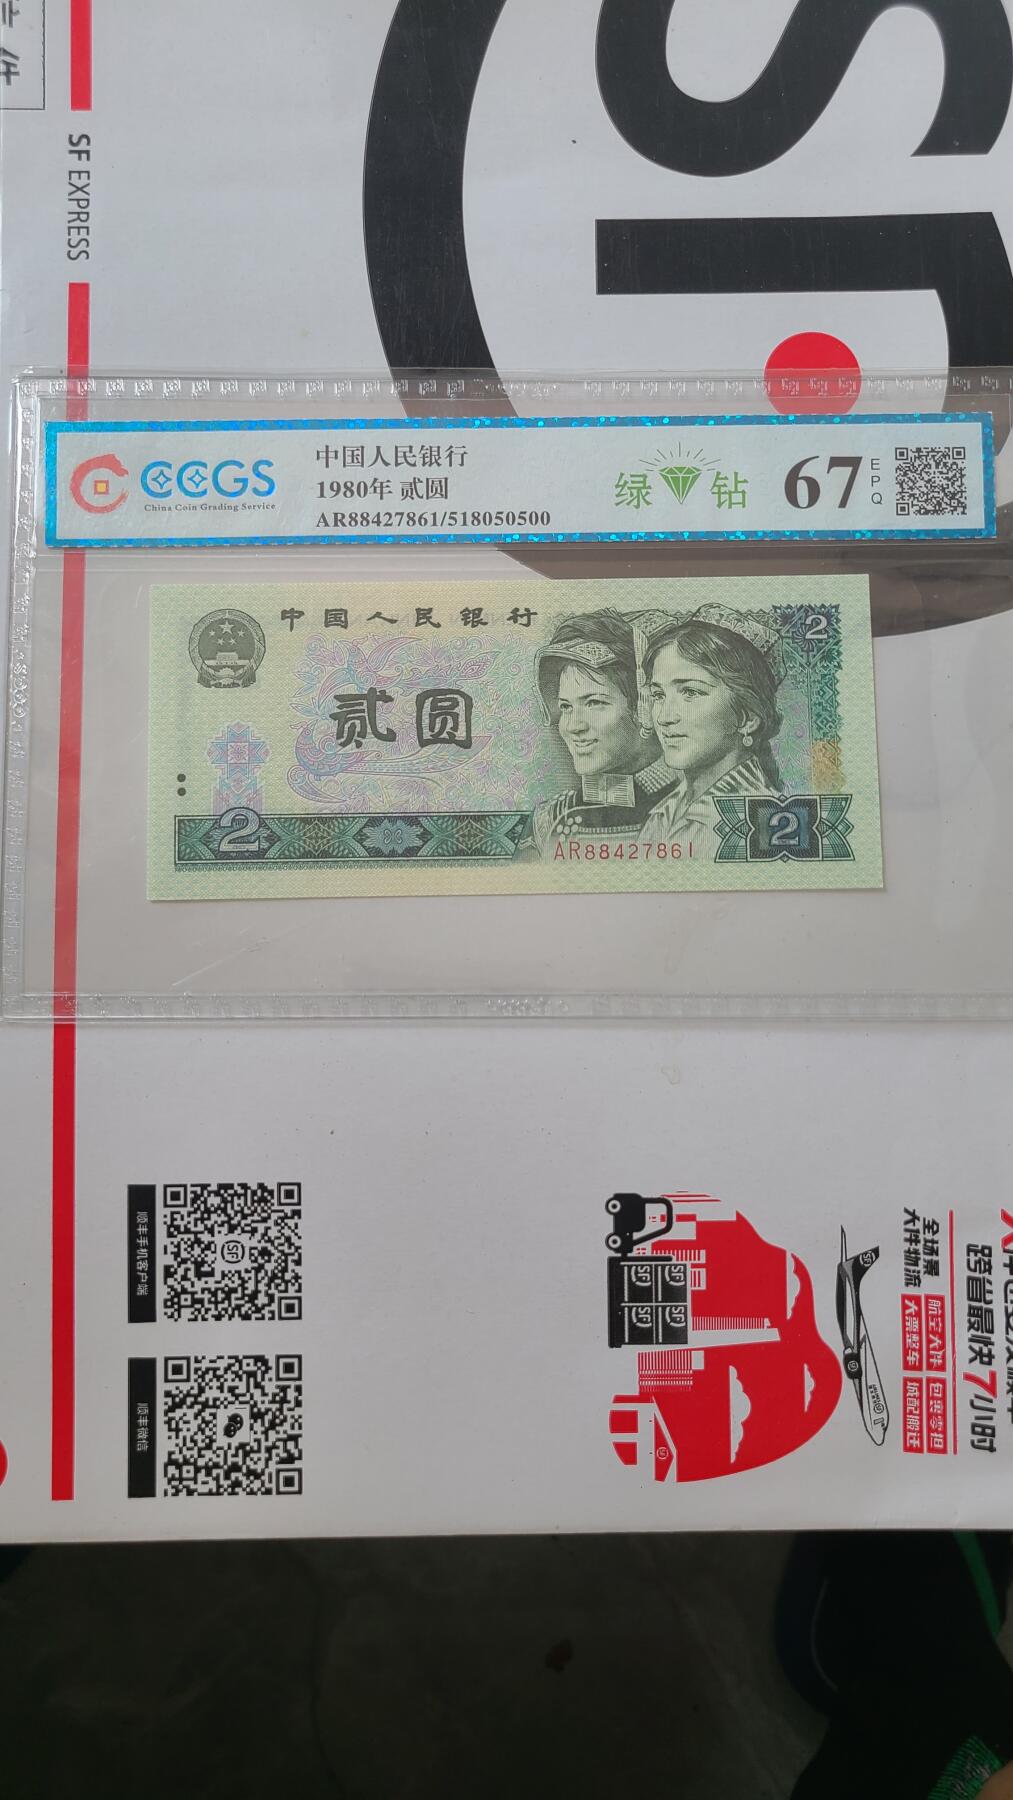 SF EXPRESS
CCGS
China Coin Grading Service
中国人民银行
1980年 贰圆
AR88427861/518050500
绿 钻
67
EPQ
中国人民银行
贰圆
2
2
2
AR88427861
顺丰手机客户端
顺丰微信
SF
跨省最快7小时
全场景
大件物流
航空大件
包裹零担
大票整车
城配搬迁